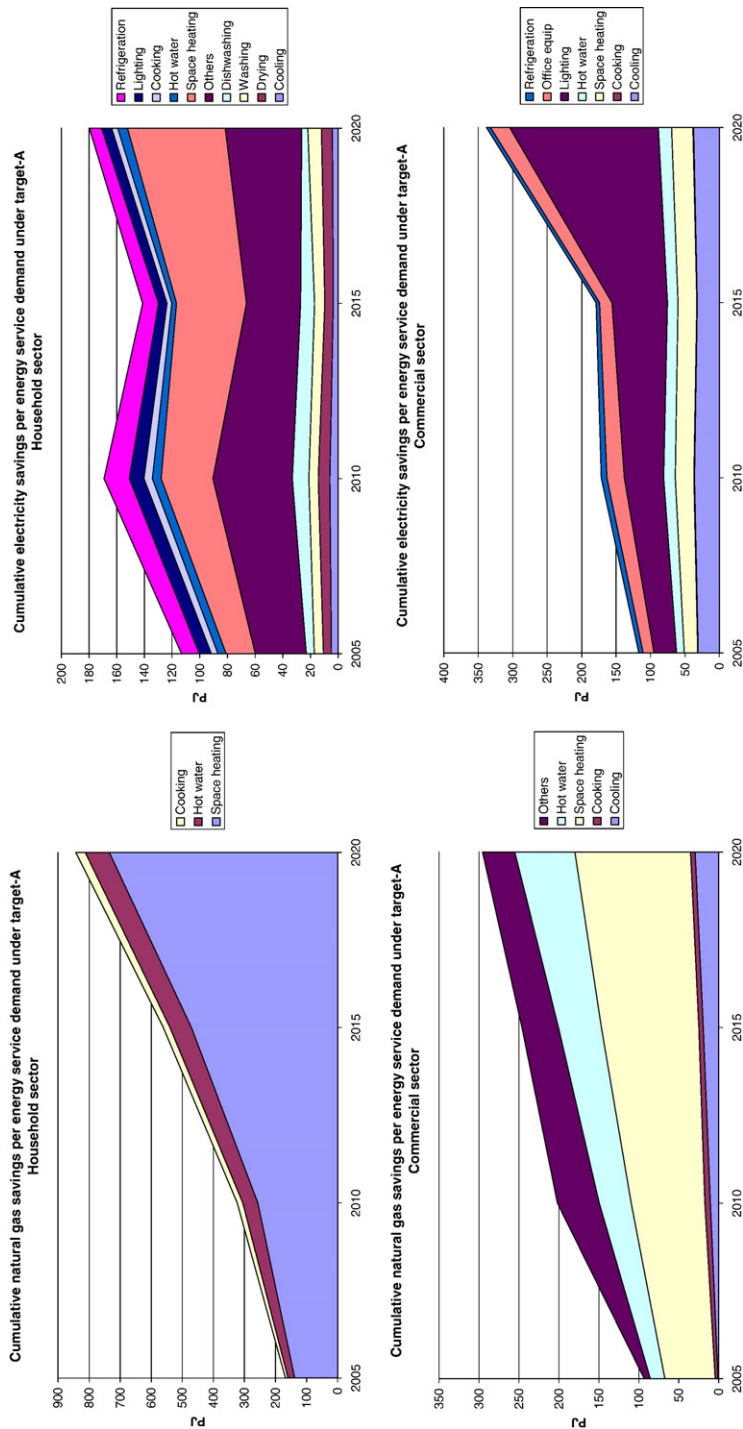 Cumulative natural gas savings per energy service demand under target-A
Household sector
900
800
700
600
500
400
300
200
100
0
PJ
2005
2010
2015
2020
Cooking
Hot water
Space heating
Cumulative electricity savings per energy service demand under target-A
Household sector
200
180
160
140
120
100
80
60
40
20
0
PJ
2005
2010
2015
2020
Refrigeration
Lighting
Cooking
Hot water
Space heating
Others
Dishwashing
Washing
Drying
Cooling
Cumulative natural gas savings per energy service demand under target-A
Commercial sector
350
300
250
200
150
100
50
0
PJ
2005
2010
2015
2020
Others
Hot water
Space heating
Cooking
Cooling
Cumulative electricity savings per energy service demand under target-A
Commercial sector
400
350
300
250
200
150
100
50
0
PJ
2005
2010
2015
2020
Refrigeration
Office equip
Lighting
Hot water
Space heating
Cooking
Cooling